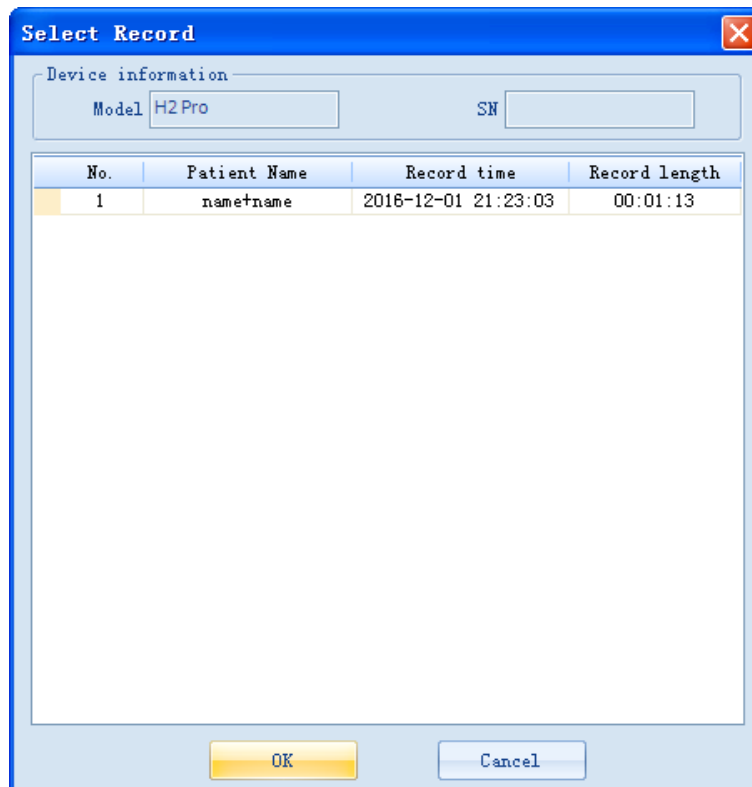 Select Record
Device information
Model H2 Pro SN
No. Patient Name Record time Record length
1 name+name 2016-12-01 21:23:03 00:01:13
OK Cancel